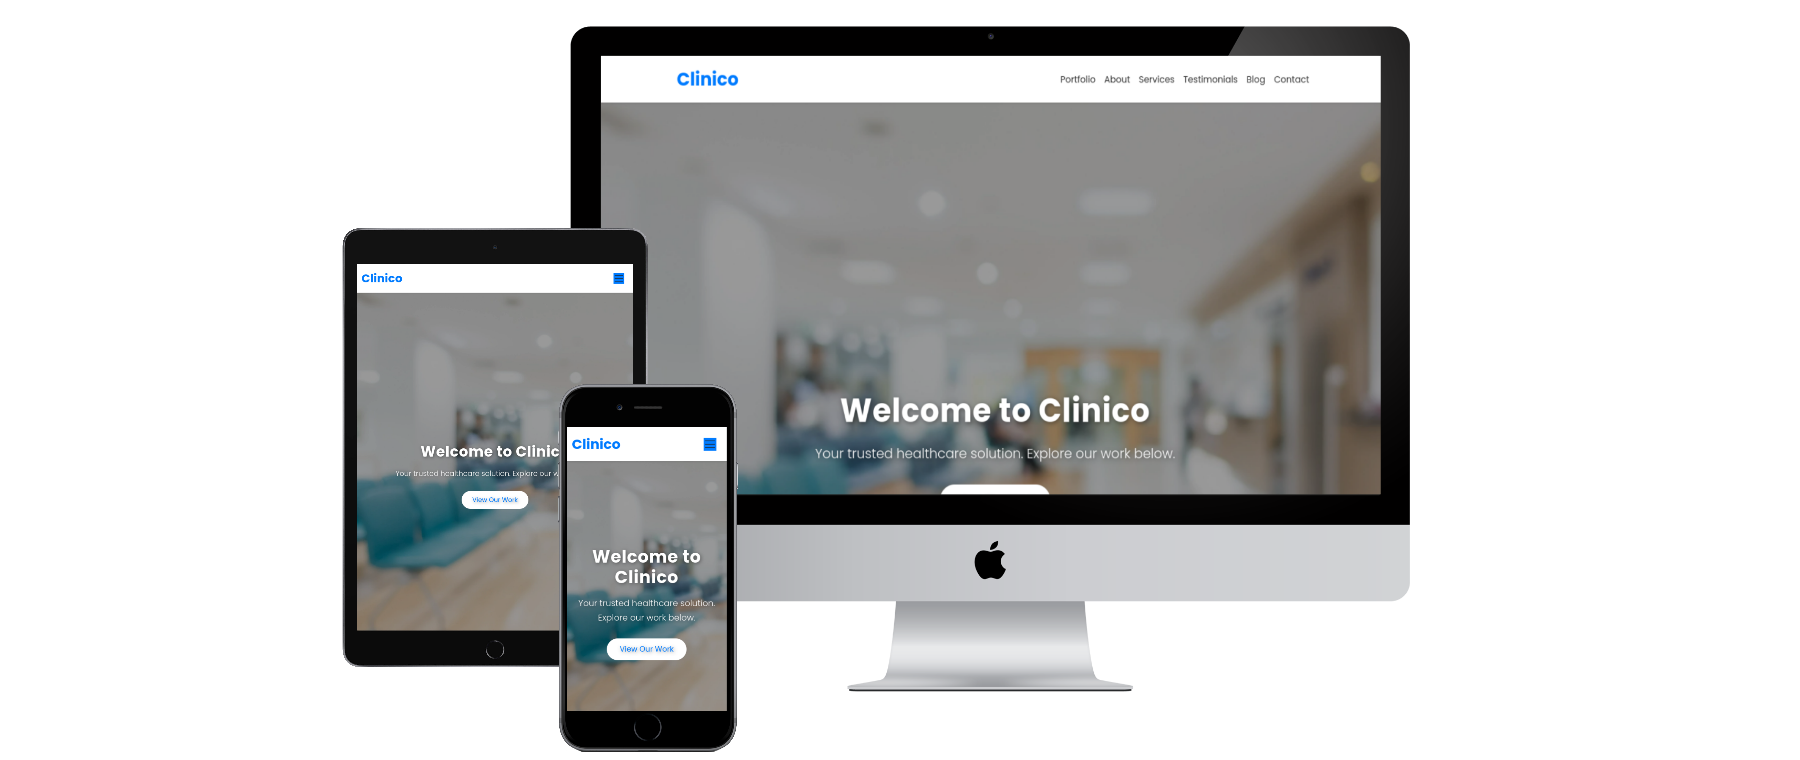 Clinico
Portfolio About Services Testimonials Blog Contact
Welcome to Clinico
Your trusted healthcare solution. Explore our work below.
Clinico
Welcome to Clinic
Your trusted healthcare solution. Explore our w
View Our Work
Clinico
Welcome to
Clinico
Your trusted healthcare solution.
Explore our work below.
View Our Work